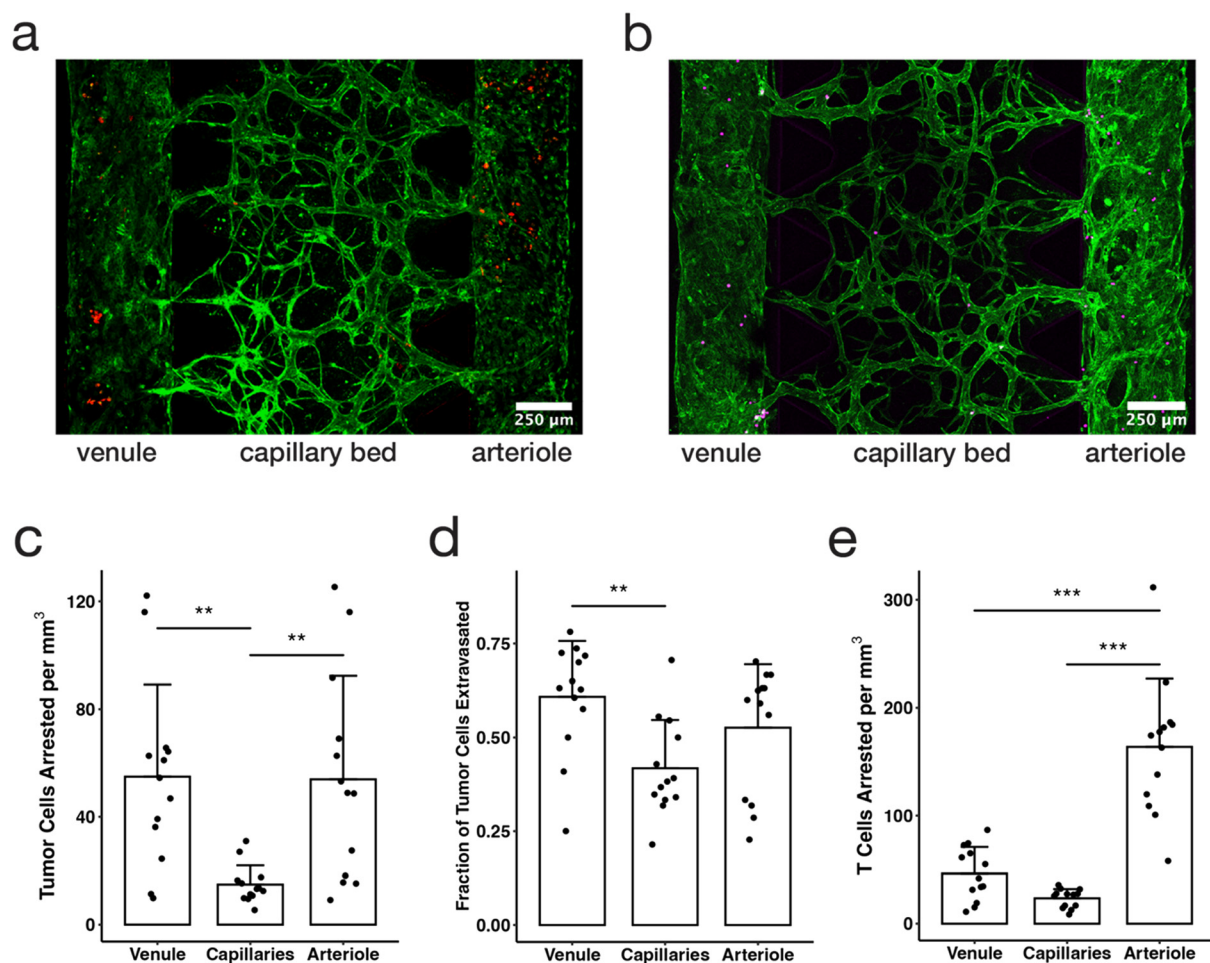 a
b
250 µm
250 µm
venule capillary bed arteriole
venule capillary bed arteriole
c
d
e
Tumor Cells Arrested per mm³
120
80
40
0
**
**
Venule Capillaries Arteriole
Fraction of Tumor Cells Extravasated
0.75
0.50
0.25
0.00
**
Venule Capillaries Arteriole
T Cells Arrested per mm³
300
200
100
0
***
***
Venule Capillaries Arteriole